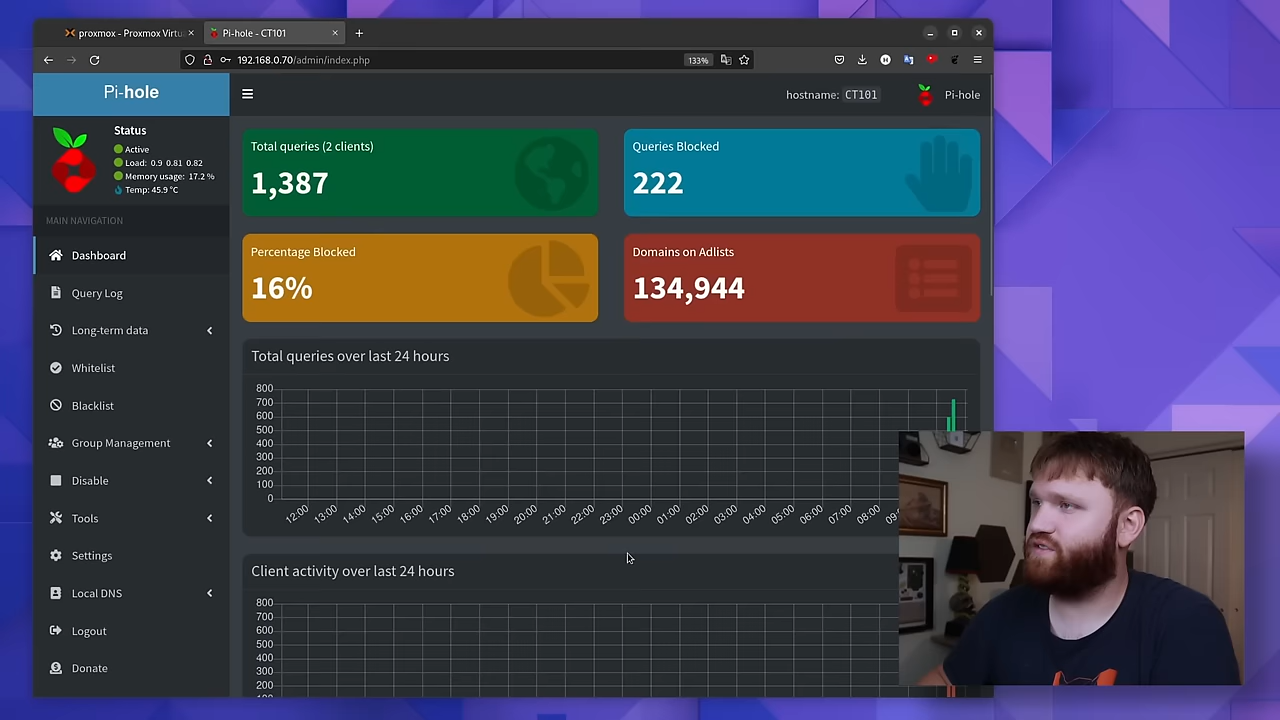 proxmox - Proxmox Virtu
Pi-hole - CT101
192.168.0.70/admin/index.php
133%
Pi-hole
hostname: CT101
Pi-hole
Status
Active
Load: 0.9 0.81 0.82
Memory usage: 17.2 %
Temp: 45.9 °C
MAIN NAVIGATION
Dashboard
Query Log
Long-term data
Whitelist
Blacklist
Group Management
Disable
Tools
Settings
Local DNS
Logout
Donate
Total queries (2 clients)
1,387
Queries Blocked
222
Percentage Blocked
16%
Domains on Adlists
134,944
Total queries over last 24 hours
800
700
600
500
400
300
200
100
0
12:00 13:00 14:00 15:00 16:00 17:00 18:00 19:00 20:00 21:00 22:00 23:00 00:00 01:00 02:00 03:00 04:00 05:00 06:00 07:00 08:00
Client activity over last 24 hours
800
700
600
500
400
300
200